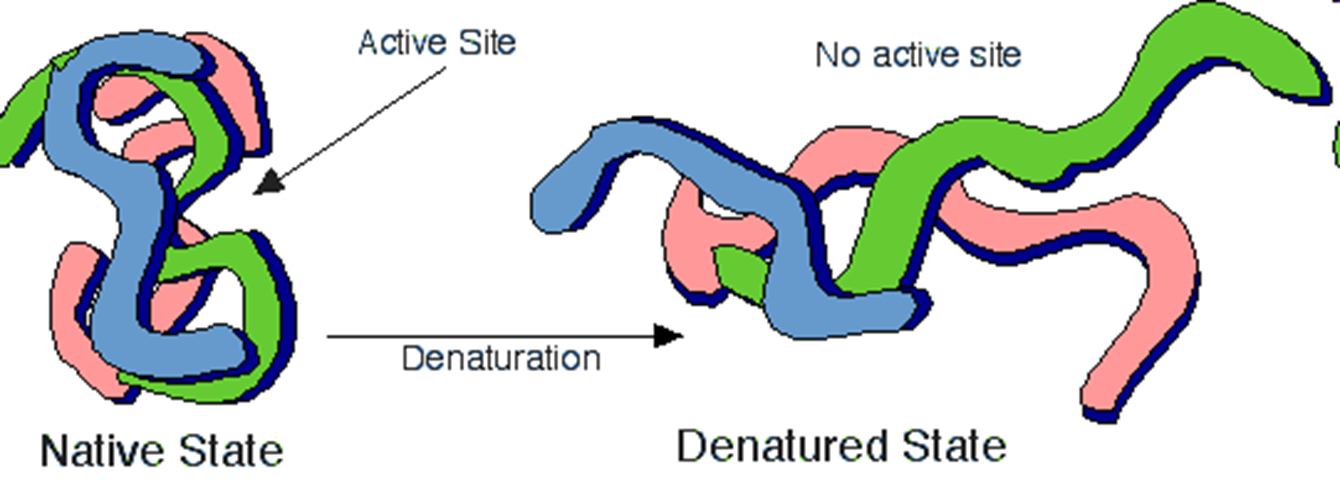 Active Site
No active site
Denaturation
Native State
Denatured State